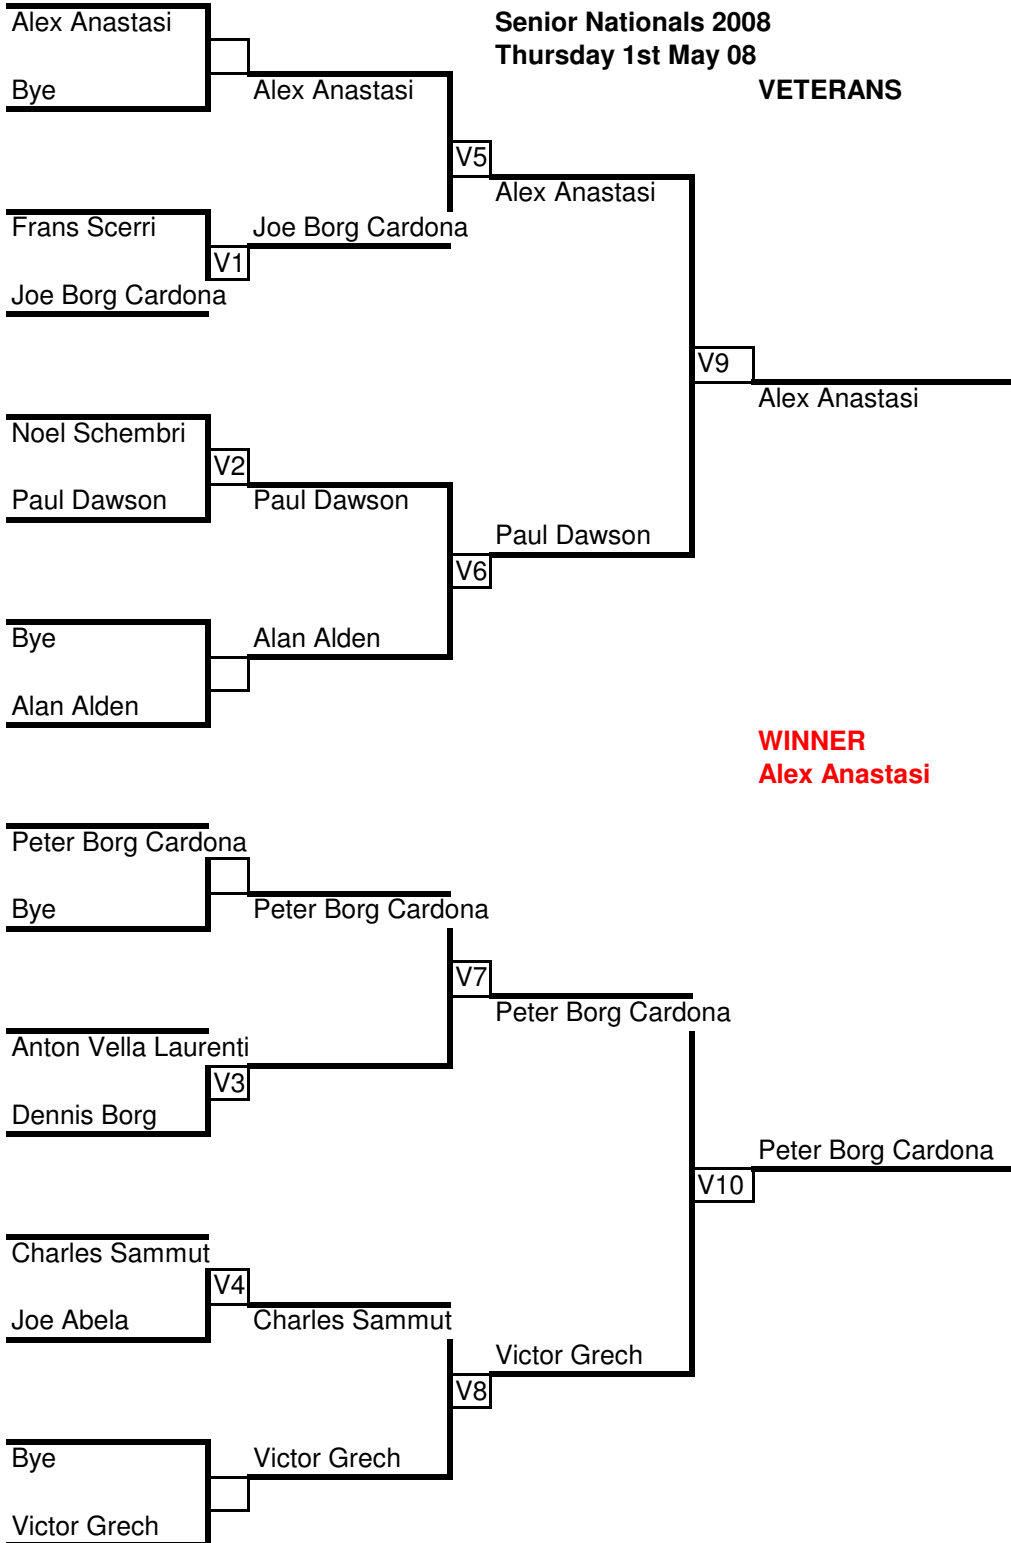 Alex Anastasi
Senior Nationals 2008
Thursday 1st May 08
Bye
Alex Anastasi
VETERANS
V5
Alex Anastasi
Frans Scerri
Joe Borg Cardona
V1
Joe Borg Cardona
V9
Alex Anastasi
Noel Schembri
V2
Paul Dawson
Paul Dawson
Paul Dawson
V6
Bye
Alan Alden
Alan Alden
WINNER
Alex Anastasi
Peter Borg Cardona
Bye
Peter Borg Cardona
V7
Peter Borg Cardona
Anton Vella Laurenti
V3
Dennis Borg
Peter Borg Cardona
V10
Charles Sammut
V4
Joe Abela
Charles Sammut
Victor Grech
V8
Bye
Victor Grech
Victor Grech